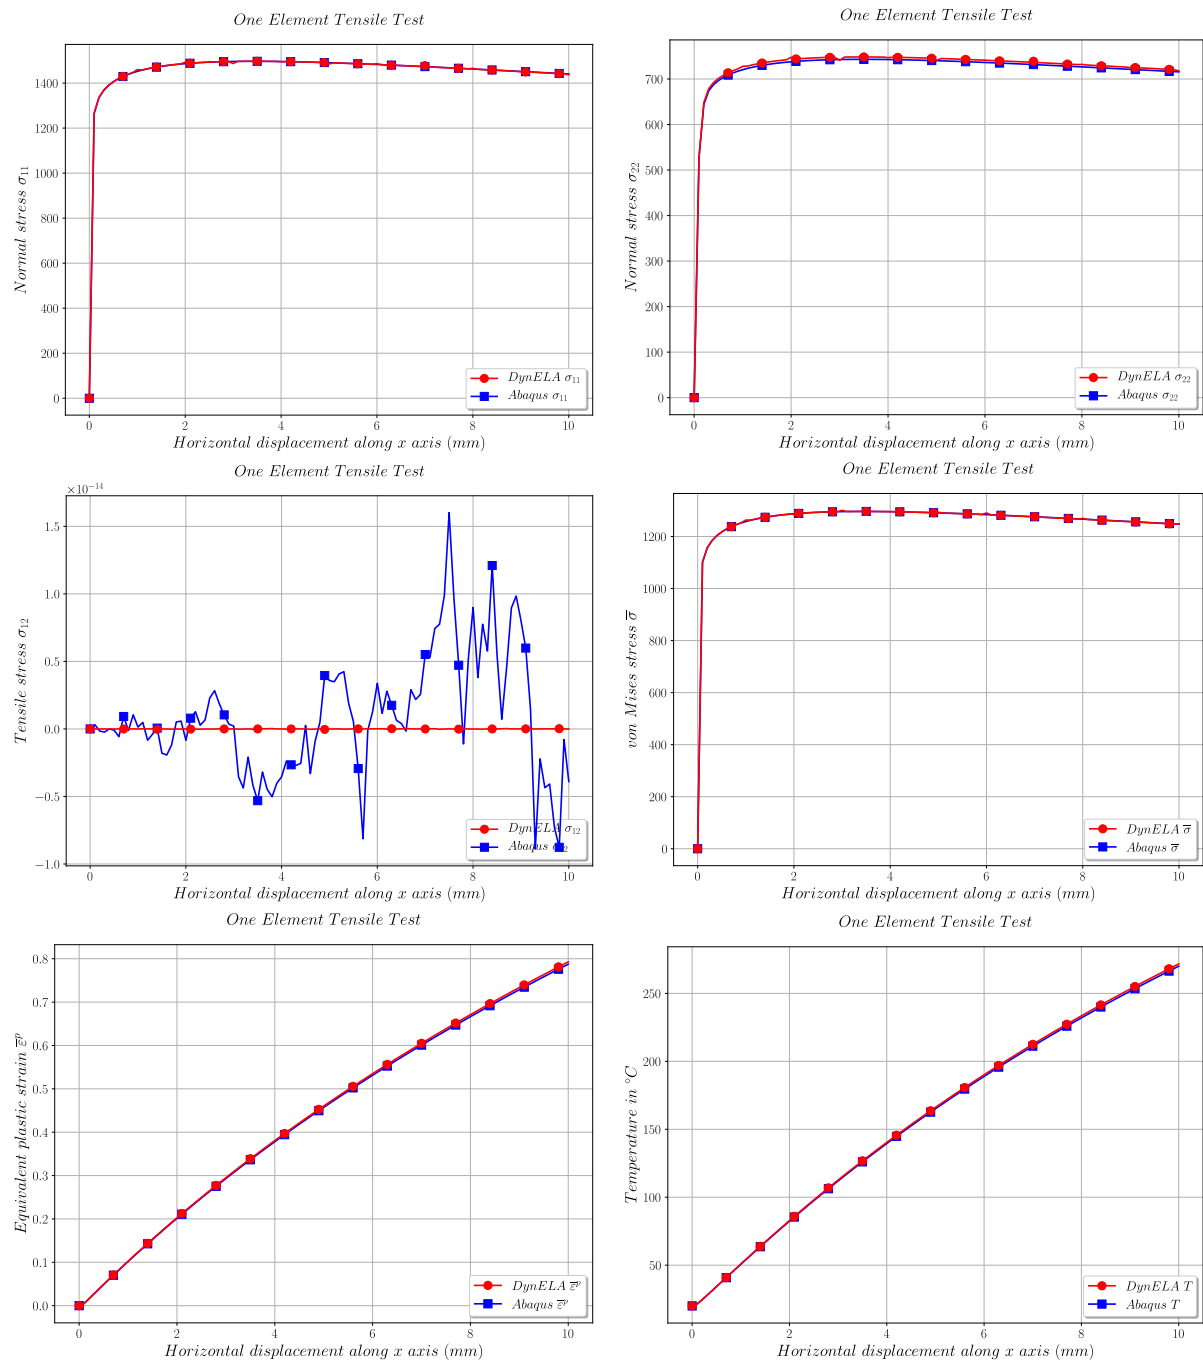 One Element Tensile Test
1400
1200
1000
800
600
400
200
0
Normal stress σ11
DynELA σ11
Abaqus σ11
0 2 4 6 8 10
Horizontal displacement along x axis (mm)
One Element Tensile Test
700
600
500
400
300
200
100
0
Normal stress σ22
DynELA σ22
Abaqus σ22
0 2 4 6 8 10
Horizontal displacement along x axis (mm)
One Element Tensile Test
×10−14
1.5
1.0
0.5
0.0
−0.5
−1.0
Tensile stress σ12
DynELA σ12
Abaqus σ12
0 2 4 6 8 10
Horizontal displacement along x axis (mm)
One Element Tensile Test
1200
1000
800
600
400
200
0
von Mises stress σ̅
DynELA σ̅
Abaqus σ̅
0 2 4 6 8 10
Horizontal displacement along x axis (mm)
One Element Tensile Test
0.8
0.7
0.6
0.5
0.4
0.3
0.2
0.1
0.0
Equivalent plastic strain ε̅p
DynELA ε̅p
Abaqus ε̅p
0 2 4 6 8 10
Horizontal displacement along x axis (mm)
One Element Tensile Test
250
200
150
100
50
Temperature in °C
DynELA T
Abaqus T
0 2 4 6 8 10
Horizontal displacement along x axis (mm)